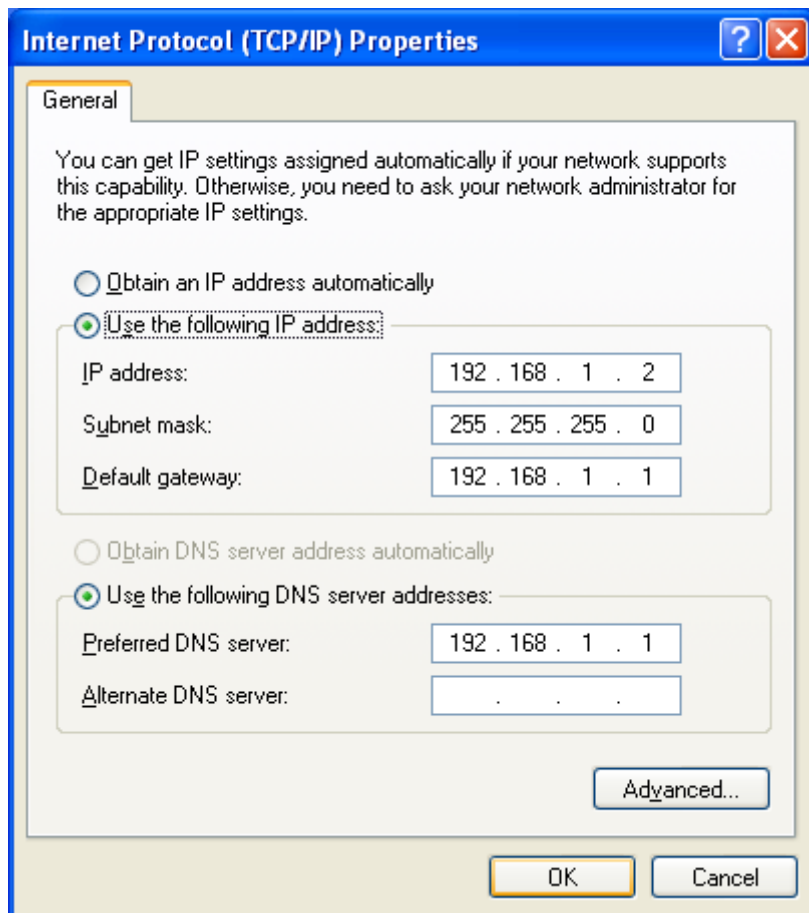 Internet Protocol (TCP/IP) Properties
General
You can get IP settings assigned automatically if your network supports
this capability. Otherwise, you need to ask your network administrator for
the appropriate IP settings.
Obtain an IP address automatically
Use the following IP address:
IP address: 192 . 168 . 1 . 2
Subnet mask: 255 . 255 . 255 . 0
Default gateway: 192 . 168 . 1 . 1
Obtain DNS server address automatically
Use the following DNS server addresses:
Preferred DNS server: 192 . 168 . 1 . 1
Alternate DNS server: . . .
Advanced...
OK Cancel